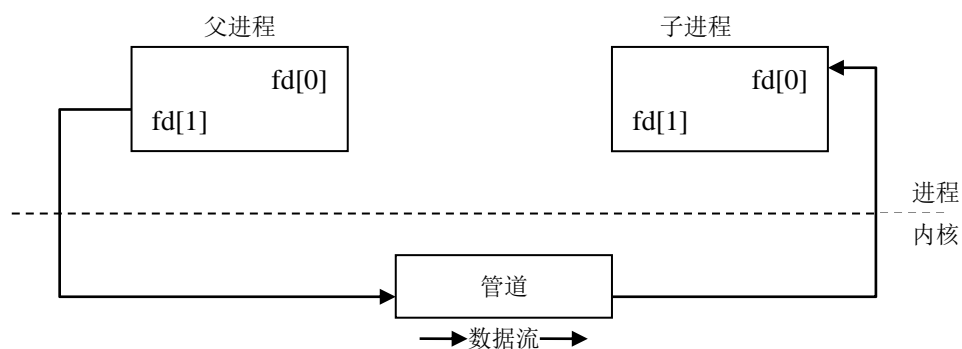 父进程
子进程
fd[0]
fd[1]
fd[0]
fd[1]
进程
内核
管道
数据流